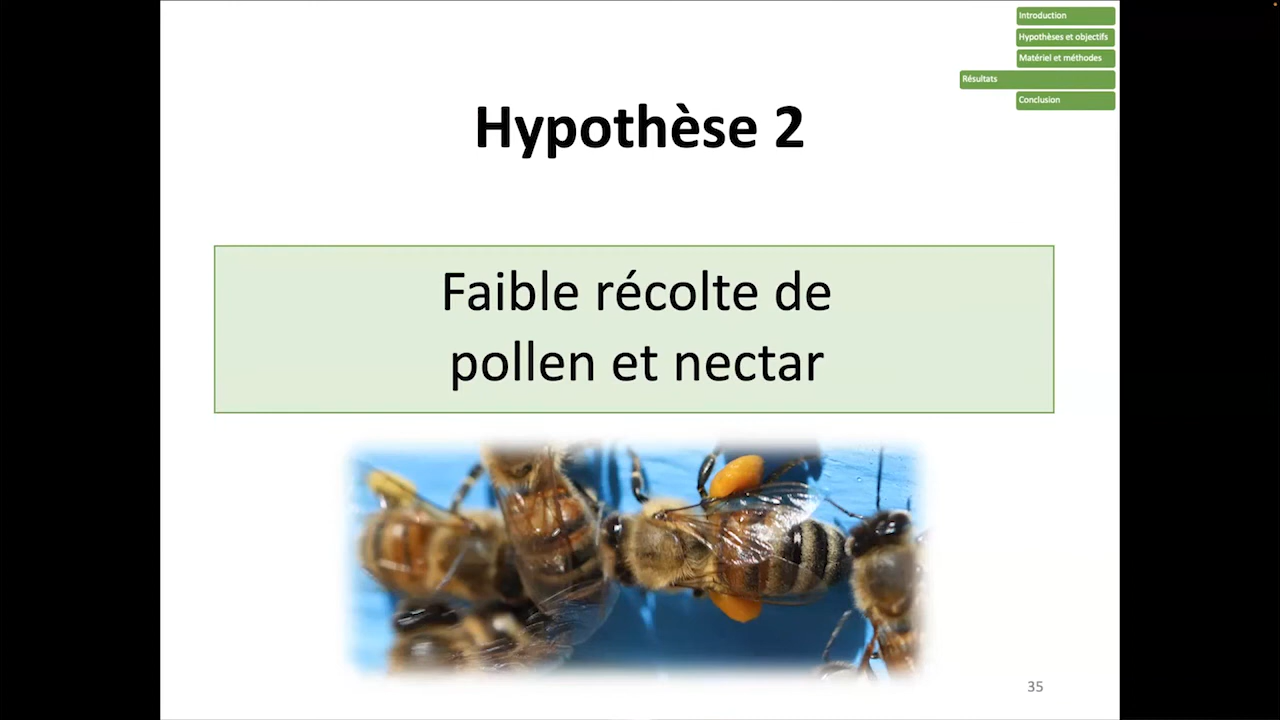 Introduction
Hypothèses et objectifs
Matériel et méthodes
Résultats
Conclusion
Hypothèse 2
Faible récolte de
pollen et nectar
35